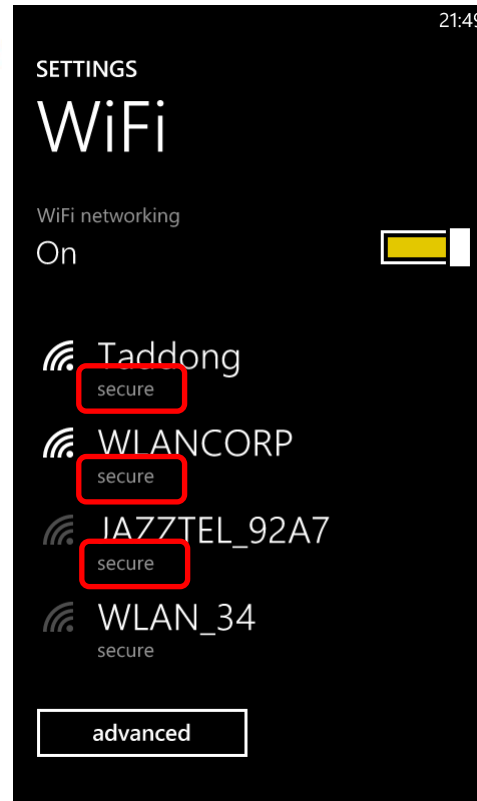 21:49
SETTINGS
WiFi
WiFi networking
On
Taddong
secure
WLANCORP
secure
JAZZTEL_92A7
secure
WLAN_34
secure
advanced